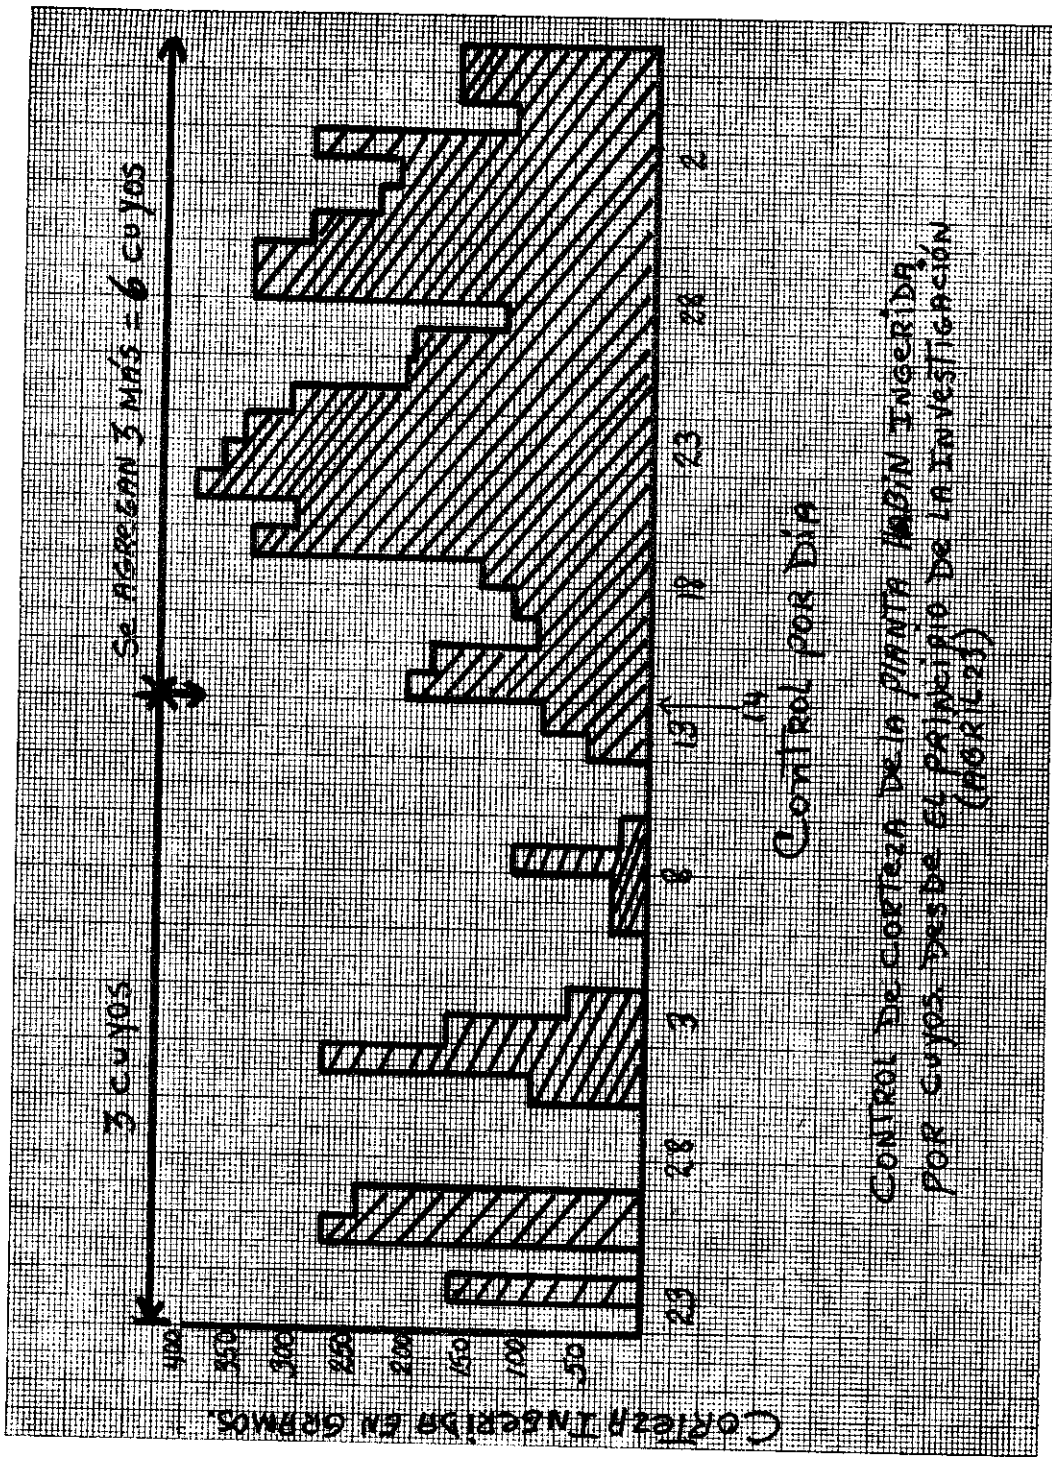 3 CUYOS
Se AGREGAN 3 MÁS = 6 CUYOS
CORTEZA INGERIDA EN GRAMOS.
400
350
300
250
200
150
100
50
23 28 3 8 13 18 23 28 2
14
CONTROL POR DÍA
CONTROL De CORTEZA De lA PlANTA INGERIDA
POR CUYOS. DESDE EL PRINCIPIO DE LA INVESTIGACIÓN
(ABRIL 23)